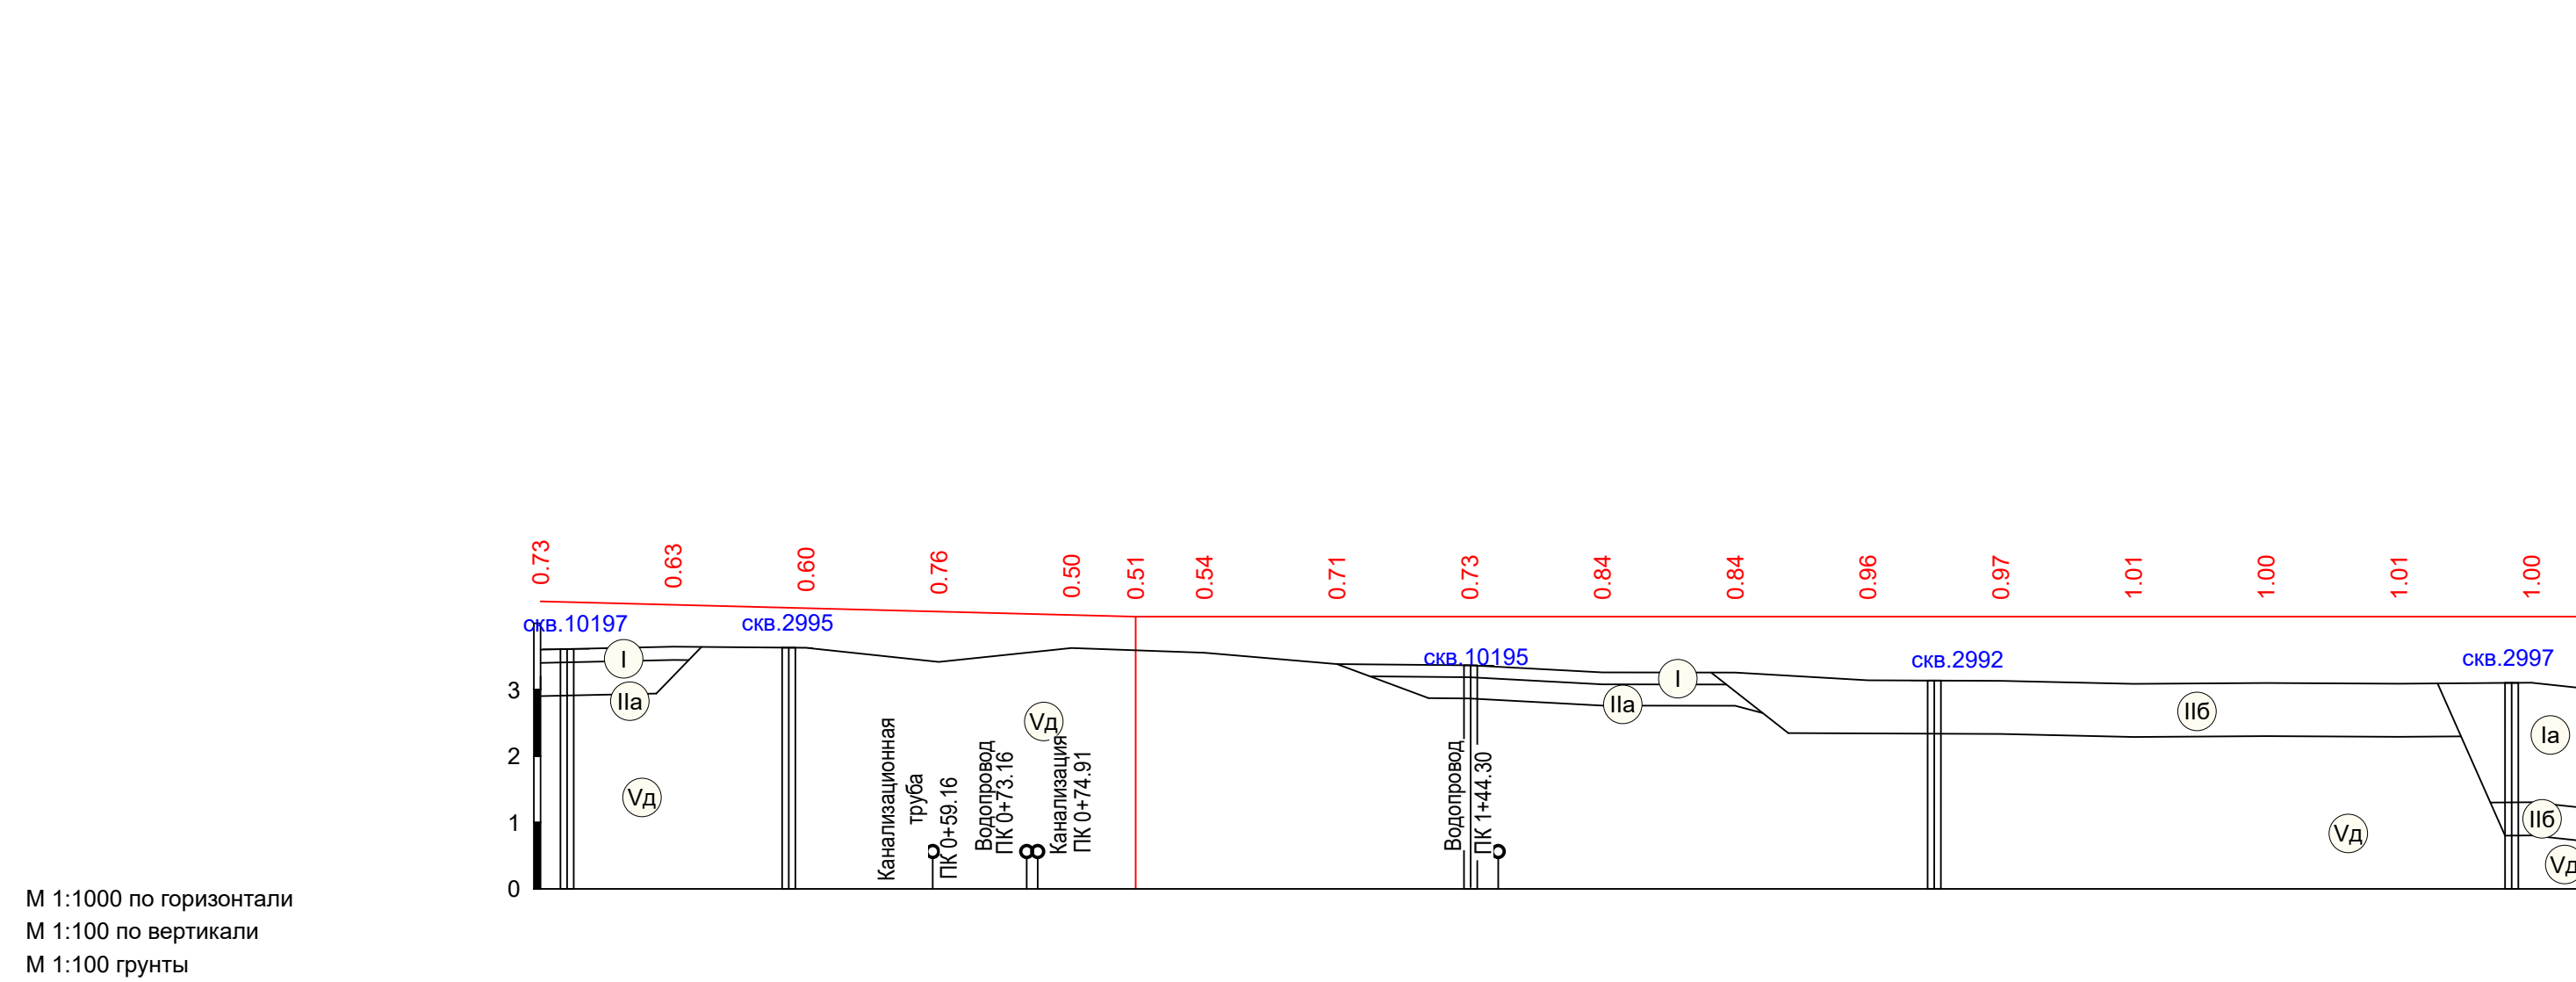 0.73
0.63
0.60
0.76
0.50
0.51
0.54
0.71
0.73
0.84
0.84
0.96
0.97
1.01
1.00
1.01
1.00
скв.10197
скв.2995
скв.10195
скв.2992
скв.2997
I
IIа
Vд
Vд
I
IIа
IIб
Vд
Iа
IIб
Vд
Канализационная
труба
ПК 0+59.16
Водопровод
ПК 0+73.16
Канализация
ПК 0+74.91
Водопровод
ПК 1+44.30
3
2
1
0
М 1:1000 по горизонтали
М 1:100 по вертикали
М 1:100 грунты